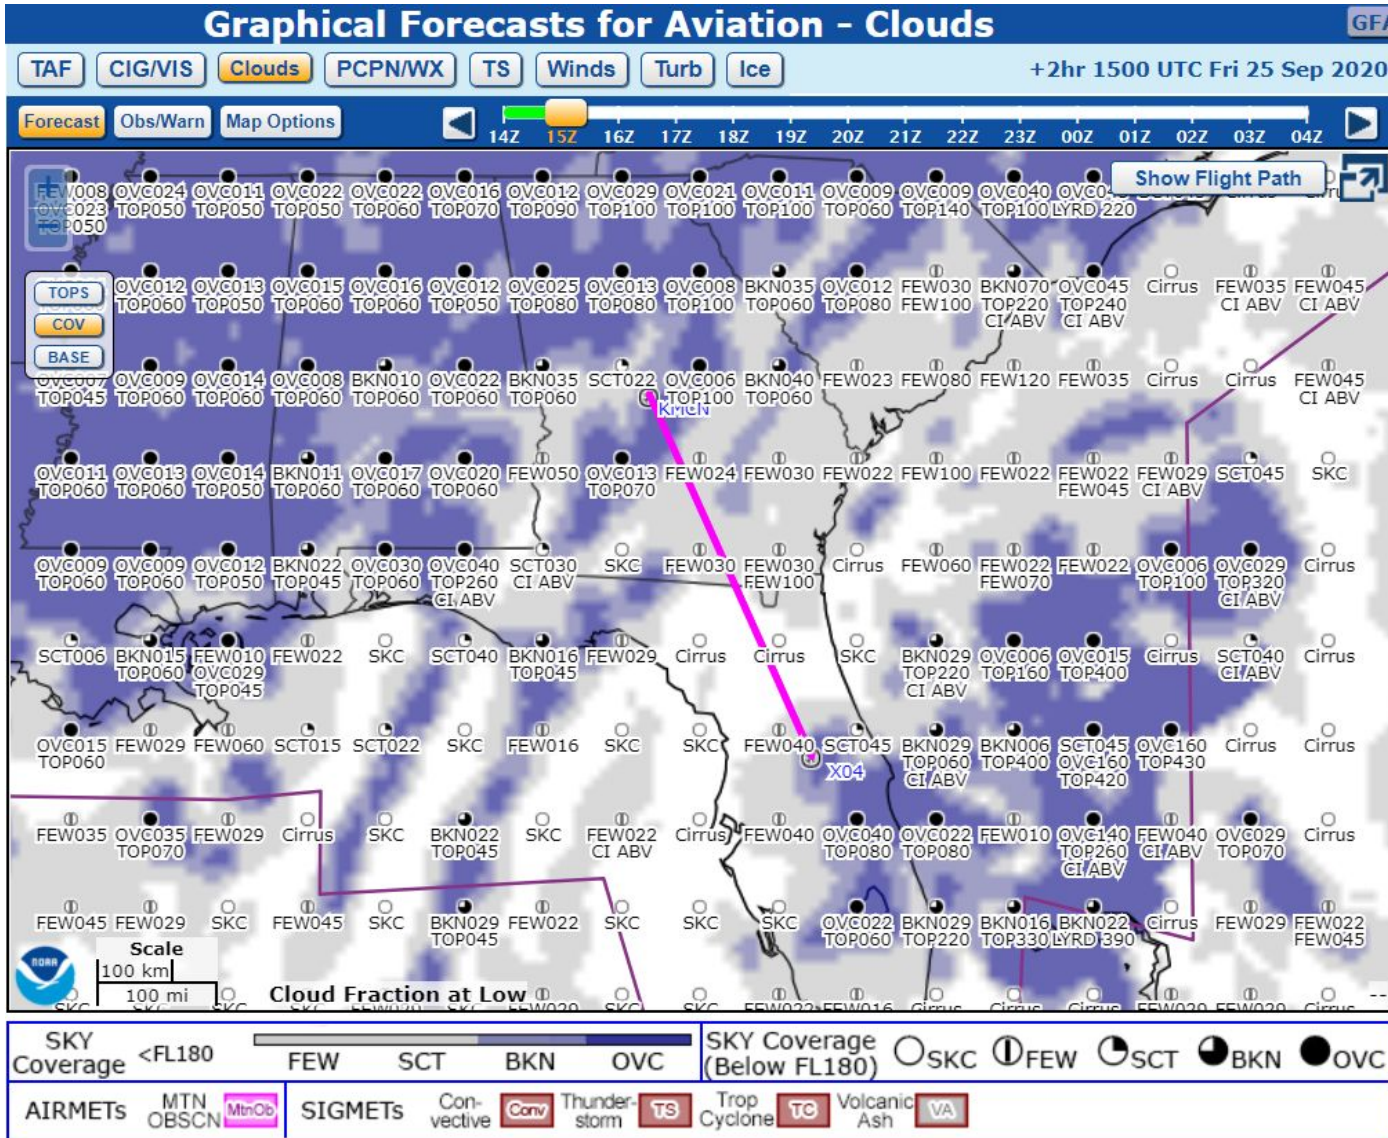 Graphical Forecasts for Aviation - Clouds
TAF CIG/VIS Clouds PCPN/WX TS Winds Turb Ice +2hr 1500 UTC Fri 25 Sep 2020
Forecast Obs/Warn Map Options
14Z 15Z 16Z 17Z 18Z 19Z 20Z 21Z 22Z 23Z 00Z 01Z 02Z 03Z 04Z
Show Flight Path
FEW008 OVC024 OVC011 OVC022 OVC022 OVC016 OVC012 OVC029 OVC021 OVC011 OVC009 OVC009 OVC040
OVC023 TOP050 TOP050 TOP050 TOP060 TOP070 TOP090 TOP100 TOP100 TOP100 TOP060 TOP140 TOP100 LYRD 220
TOP050
TOPS
COV
BASE
OVC012 OVC013 OVC015 OVC016 OVC012 OVC025 OVC013 OVC008 BKN035 OVC012 FEW030 BKN070 OVC045 Cirrus FEW035 FEW045
TOP060 TOP050 TOP060 TOP060 TOP050 TOP080 TOP080 TOP100 TOP060 TOP080 FEW100 TOP220 TOP240 CI ABV CI ABV
CI ABV CI ABV
OVC007 OVC009 OVC014 OVC008 BKN010 OVC022 BKN035 SCT022 OVC006 BKN040 FEW023 FEW080 FEW120 FEW035 Cirrus Cirrus FEW045
TOP045 TOP060 TOP060 TOP060 TOP060 TOP060 TOP060 TOP100 TOP060 CI ABV
KMCN
OVC011 OVC013 OVC014 BKN011 OVC017 OVC020 FEW050 OVC013 FEW024 FEW030 FEW022 FEW100 FEW022 FEW022 FEW029 SCT045 SKC
TOP060 TOP060 TOP050 TOP060 TOP060 TOP060 TOP070 FEW045 CI ABV
OVC009 OVC009 OVC012 BKN022 OVC030 OVC040 SCT030 SKC FEW030 FEW030 Cirrus FEW060 FEW022 FEW022 OVC006 OVC029 Cirrus
TOP060 TOP060 TOP050 TOP045 TOP060 TOP260 CI ABV FEW100 FEW070 TOP100 TOP320
CI ABV CI ABV
SCT006 BKN015 FEW010 FEW022 SKC SCT040 BKN016 FEW029 Cirrus Cirrus SKC BKN029 OVC006 OVC015 Cirrus SCT040 Cirrus
TOP060 OVC029 TOP045 TOP220 TOP160 TOP400 CI ABV
TOP045 CI ABV
OVC015 FEW029 FEW060 SCT015 SCT022 SKC FEW016 SKC SKC FEW040 SCT045 BKN029 BKN006 SCT045 OVC160 Cirrus Cirrus
TOP060 TOP060 TOP400 OVC160 TOP430
CI ABV TOP420
X04
FEW035 OVC035 FEW029 Cirrus SKC BKN022 SKC FEW022 Cirrus FEW040 OVC040 OVC022 FEW010 OVC140 FEW040 OVC029 Cirrus
TOP070 TOP045 CI ABV TOP080 TOP080 TOP260 CI ABV TOP070
CI ABV
FEW045 FEW029 SKC FEW045 SKC BKN029 FEW022 SKC SKC SKC OVC022 BKN029 BKN016 BKN022 Cirrus FEW029 FEW022
TOP045 TOP060 TOP220 TOP330 LYRD 390 FEW045
NOAA
Scale
100 km
100 mi
Cloud Fraction at Low
SKC SKC FEW022 FEW016 Cirrus Cirrus Cirrus FEW029 FEW029 Cirrus
SKY Coverage <FL180 FEW SCT BKN OVC
SKY Coverage (Below FL180) SKC FEW SCT BKN OVC
AIRMETs MTN OBSCN MtnOb
SIGMETs Con-vective Conv Thunder-storm TS Trop Cyclone TC Volcanic Ash VA